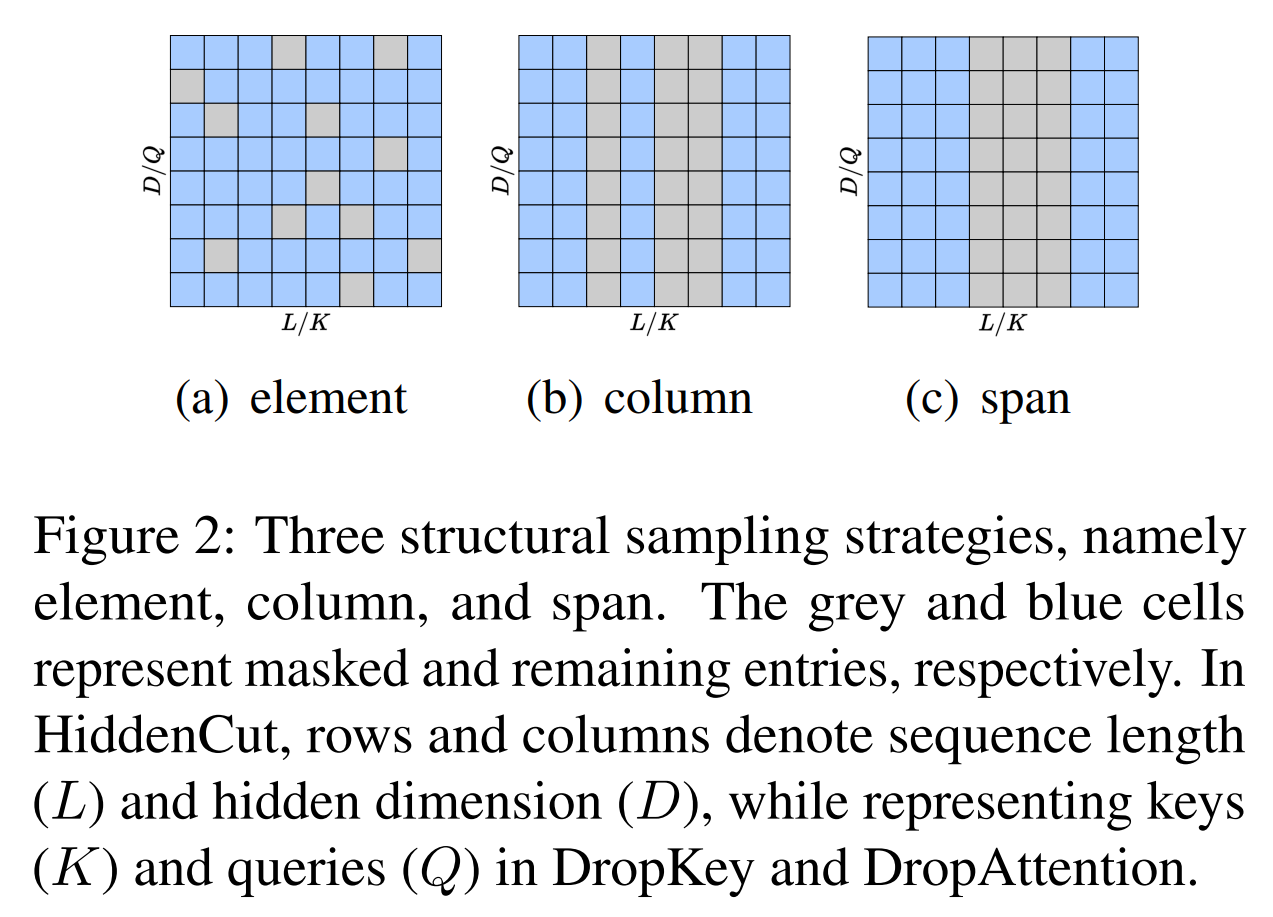 D/Q
D/Q
D/Q
L/K
L/K
L/K
(a) element
(b) column
(c) span
Figure 2: Three structural sampling strategies, namely
element, column, and span. The grey and blue cells
represent masked and remaining entries, respectively. In
HiddenCut, rows and columns denote sequence length
(L) and hidden dimension (D), while representing keys
(K) and queries (Q) in DropKey and DropAttention.